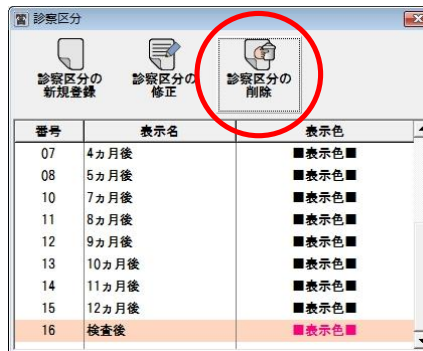 診察区分
診察区分の
新規登録
診察区分の
修正
診察区分の
削除
番号 表示名 表示色
07 4ヵ月後 ■表示色■
08 5ヵ月後 ■表示色■
10 7ヵ月後 ■表示色■
11 8ヵ月後 ■表示色■
12 9ヵ月後 ■表示色■
13 10ヵ月後 ■表示色■
14 11ヵ月後 ■表示色■
15 12ヵ月後 ■表示色■
16 検査後 ■表示色■